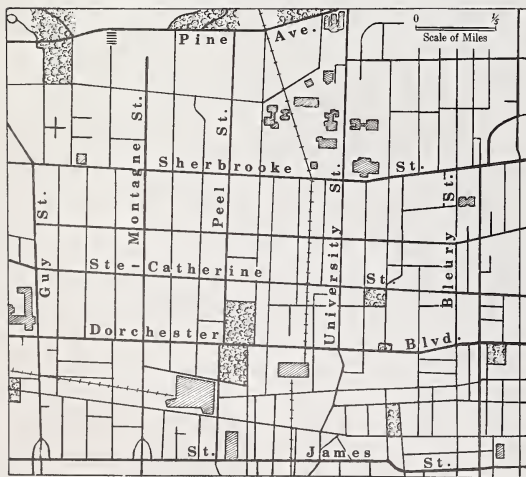 0 ⅕
Scale of Miles
Pine Ave.
Guy St.
Montagne St.
Peel St.
University St.
Bleury St.
Sherbrooke St.
Ste-Catherine St.
Dorchester Blvd.
St. James St.